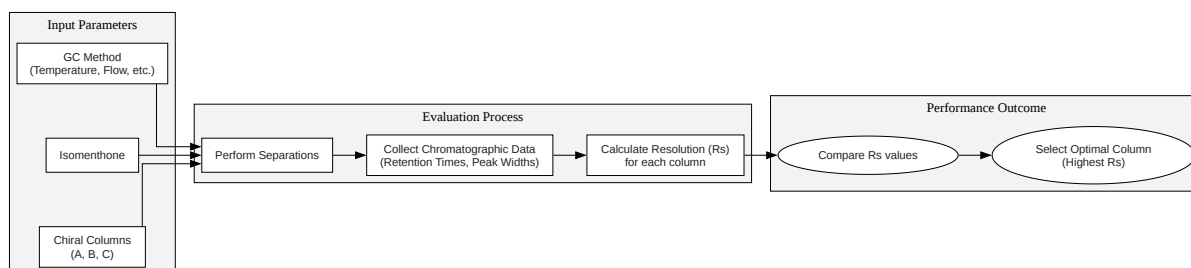 Input Parameters
GC Method
(Temperature, Flow, etc.)
Isomenthone
Chiral Columns
(A, B, C)
Evaluation Process
Perform Separations
Collect Chromatographic Data
(Retention Times, Peak Widths)
Calculate Resolution (Rs)
for each column
Performance Outcome
Compare Rs values
Select Optimal Column
(Highest Rs)